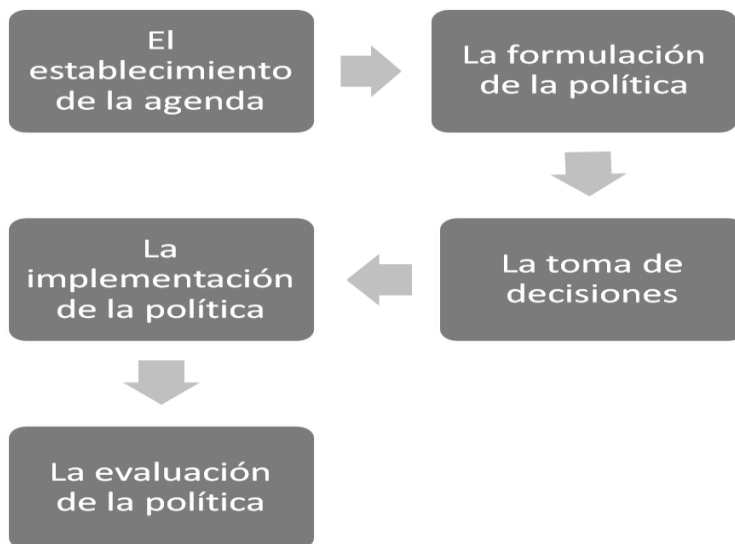 El
establecimiento
de la agenda
La formulación
de la política
La toma de
decisiones
La
implementación
de la política
La evaluación
de la política